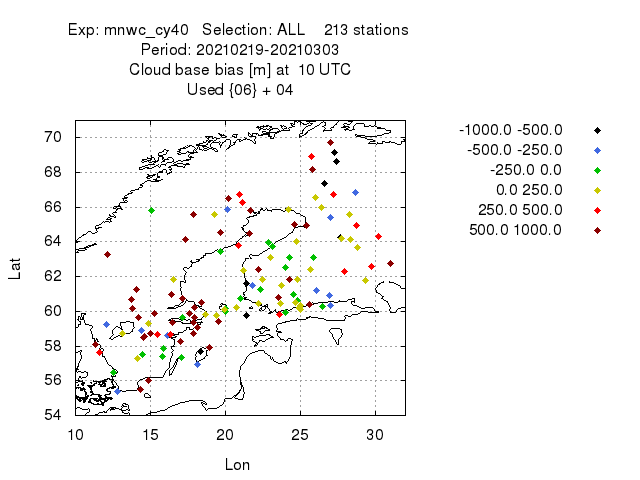 Exp: mnwc_cy40 Selection: ALL 213 stations
Period: 20210219-20210303
Cloud base bias [m] at 10 UTC
Used {06} + 04
-1000.0 -500.0
-500.0 -250.0
-250.0 0.0
0.0 250.0
250.0 500.0
500.0 1000.0
70
68
66
64
62
60
58
56
54
Lat
10 15 20 25 30
Lon